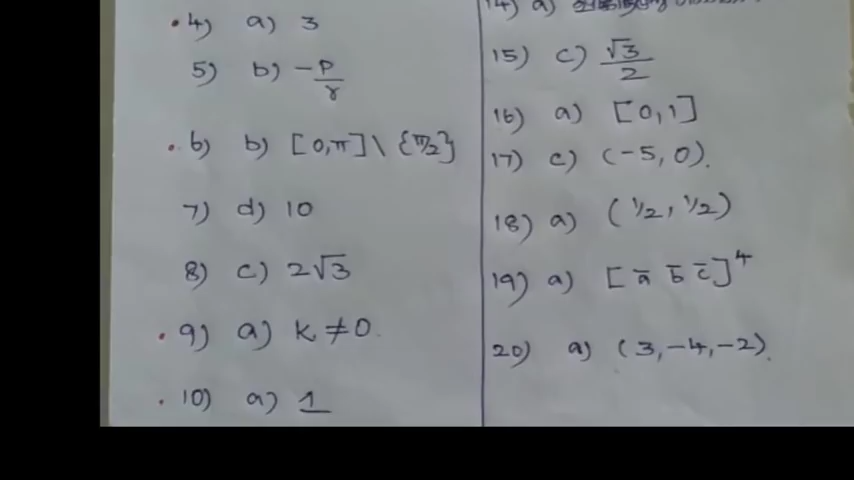 4) a) 3
5) b) -p/r
6) b) [0,π] \ {π/2}
7) d) 10
8) c) 2√3
9) a) k ≠ 0.
10) a) 1
14) a)
15) c) √3/2
16) a) [0,1]
17) c) (-5, 0).
18) a) (1/2, 1/2)
19) a) [a̅ b̅ c̅]⁴
20) a) (3, -4, -2).